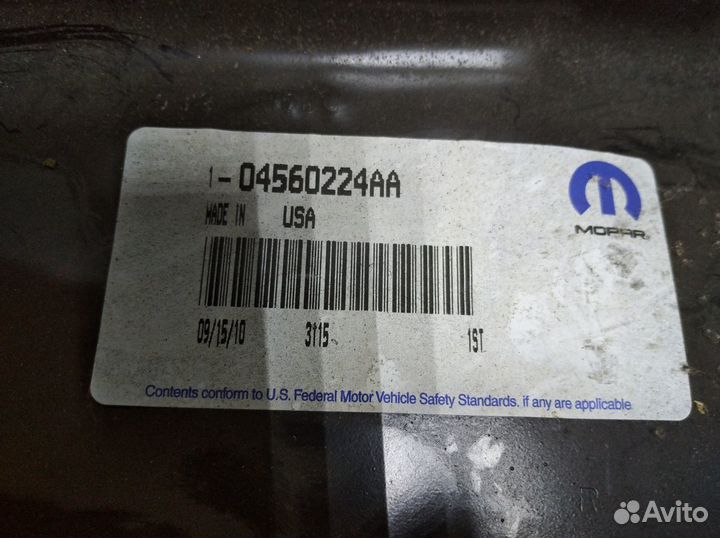 1-04560224AA
MADE IN USA
MOPAR
09/15/10 3115 1ST
Contents conform to U.S. Federal Motor Vehicle Safety Standards, if any are applicable
R
Avito